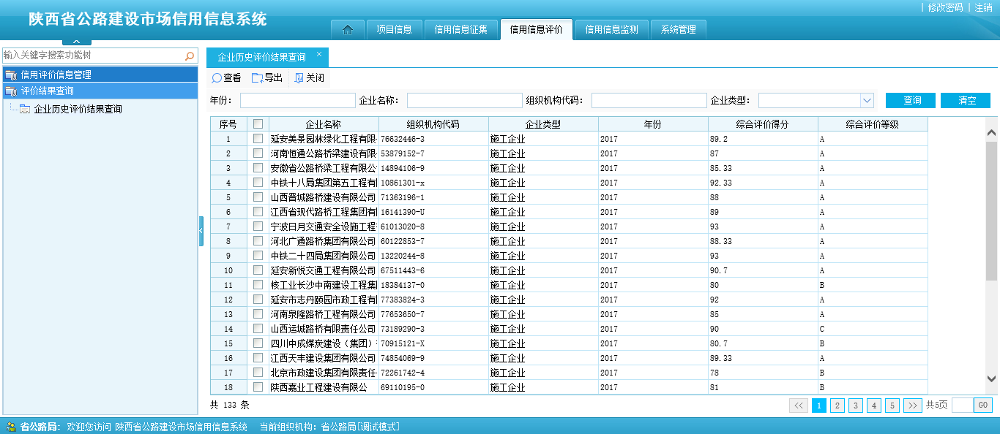 陕西省公路建设市场信用信息系统
| 修改密码 | 注销
项目信息 信用信息征集 信用信息评价 信用信息监测 系统管理
输入关键字搜索功能树
信用评价信息管理
评价结果查询
企业历史评价结果查询
企业历史评价结果查询 ×
查看 导出 关闭
年份： 企业名称： 组织机构代码： 企业类型： 查询 清空
序号 企业名称 组织机构代码 企业类型 年份 综合评价得分 综合评价等级
1 延安美景园林绿化工程有限 76632446-3 施工企业 2017 89.2 A
2 河南恒通公路桥梁建设有限 53879152-7 施工企业 2017 87 A
3 安徽省公路桥梁工程有限公 14894106-9 施工企业 2017 85.33 A
4 中铁十八局集团第五工程有 10861301-x 施工企业 2017 92.33 A
5 山西晋城路桥建设有限公司 71363196-1 施工企业 2017 88 A
6 江西省现代路桥工程集团有 16141390-U 施工企业 2017 89 A
7 宁波日月交通安全设施工程 61013020-8 施工企业 2017 93 A
8 河北广通路桥集团有限公司 60122853-7 施工企业 2017 88.33 A
9 中铁二十四局集团有限公司 13220244-8 施工企业 2017 93 A
10 延安新悦交通工程有限公司 67511443-6 施工企业 2017 90.7 A
11 核工业长沙中南建设工程集 18384137-0 施工企业 2017 80 B
12 延安市志丹颐园市政工程有 77383824-3 施工企业 2017 92 A
13 河南泉隆路桥工程有限公司 77653650-7 施工企业 2017 85 A
14 山西运城路桥有限责任公司 73189290-3 施工企业 2017 90 C
15 四川中成煤炭建设（集团） 70915121-X 施工企业 2017 80.7 B
16 江西天丰建设集团有限公司 74854069-9 施工企业 2017 89.33 A
17 北京市政建设集团有限责任 72261742-4 施工企业 2017 78 B
18 陕西嘉业工程建设有限公 69110195-0 施工企业 2017 81 B
共 133 条
<< 1 2 3 4 5 >> 共5页 GO
省公路局： 欢迎您访问 陕西省公路建设市场信用信息系统 当前组织机构：省公路局[调试模式]